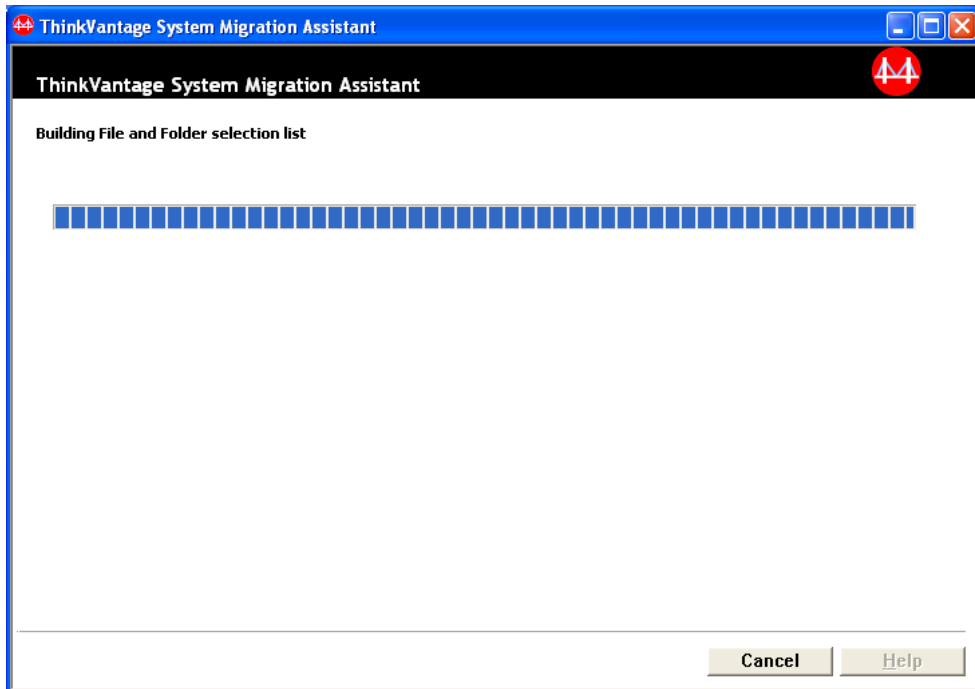 ThinkVantage System Migration Assistant
ThinkVantage System Migration Assistant
Building File and Folder selection list
Cancel
Help